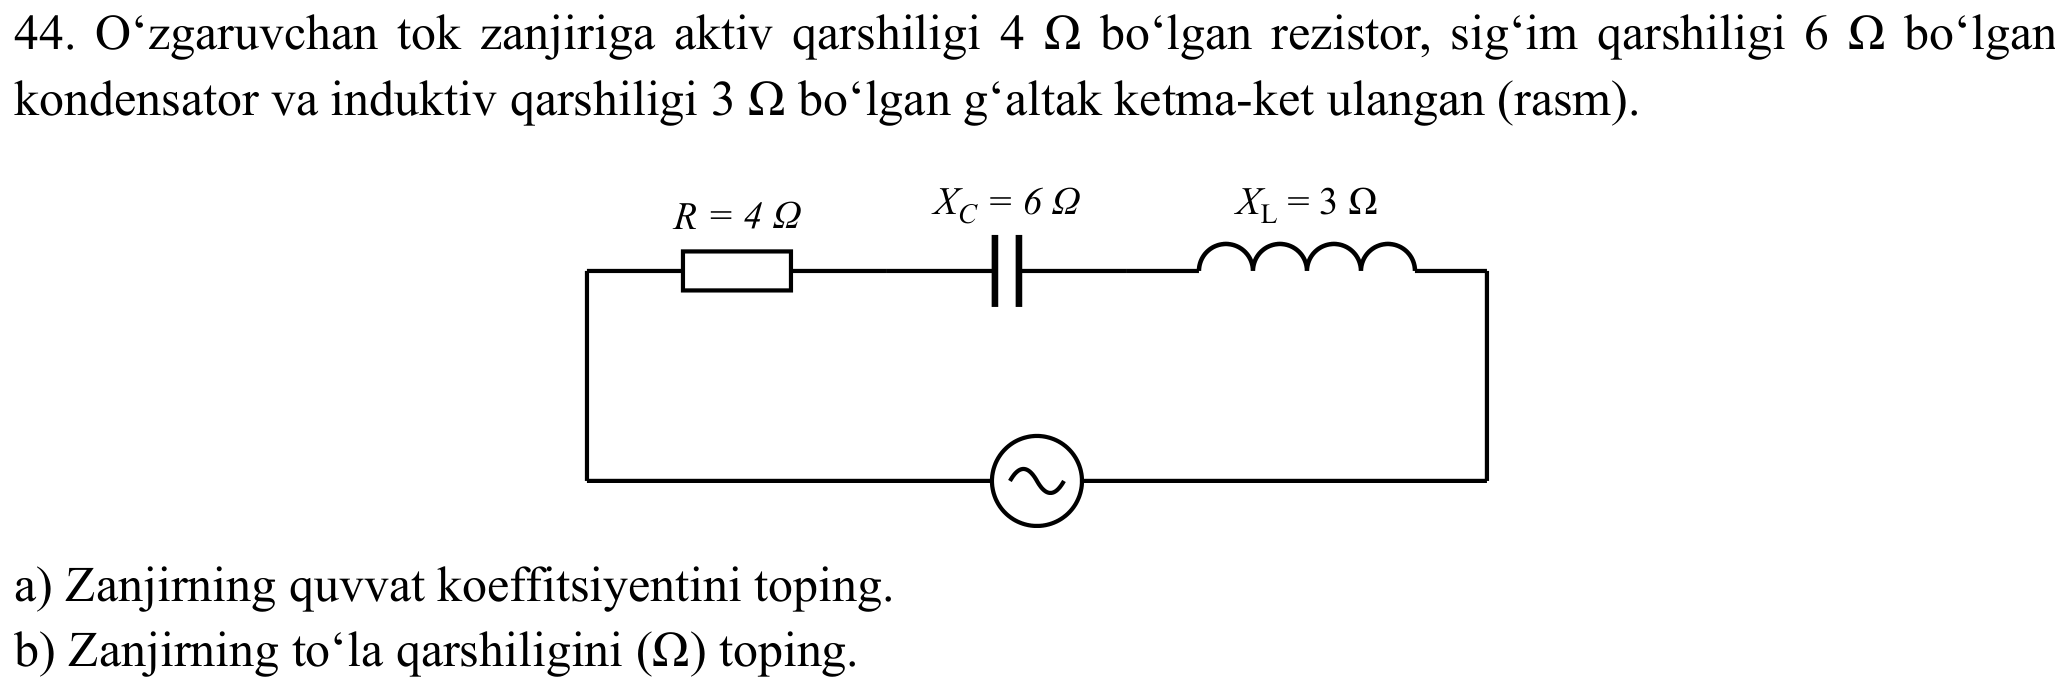 44. O‘zgaruvchan tok zanjiriga aktiv qarshiligi 4 Ω bo‘lgan rezistor, sig‘im qarshiligi 6 Ω bo‘lgan
kondensator va induktiv qarshiligi 3 Ω bo‘lgan g‘altak ketma-ket ulangan (rasm).
R = 4 Ω
X_C = 6 Ω
X_L = 3 Ω
a) Zanjirning quvvat koeffitsiyentini toping.
b) Zanjirning to‘la qarshiligini (Ω) toping.